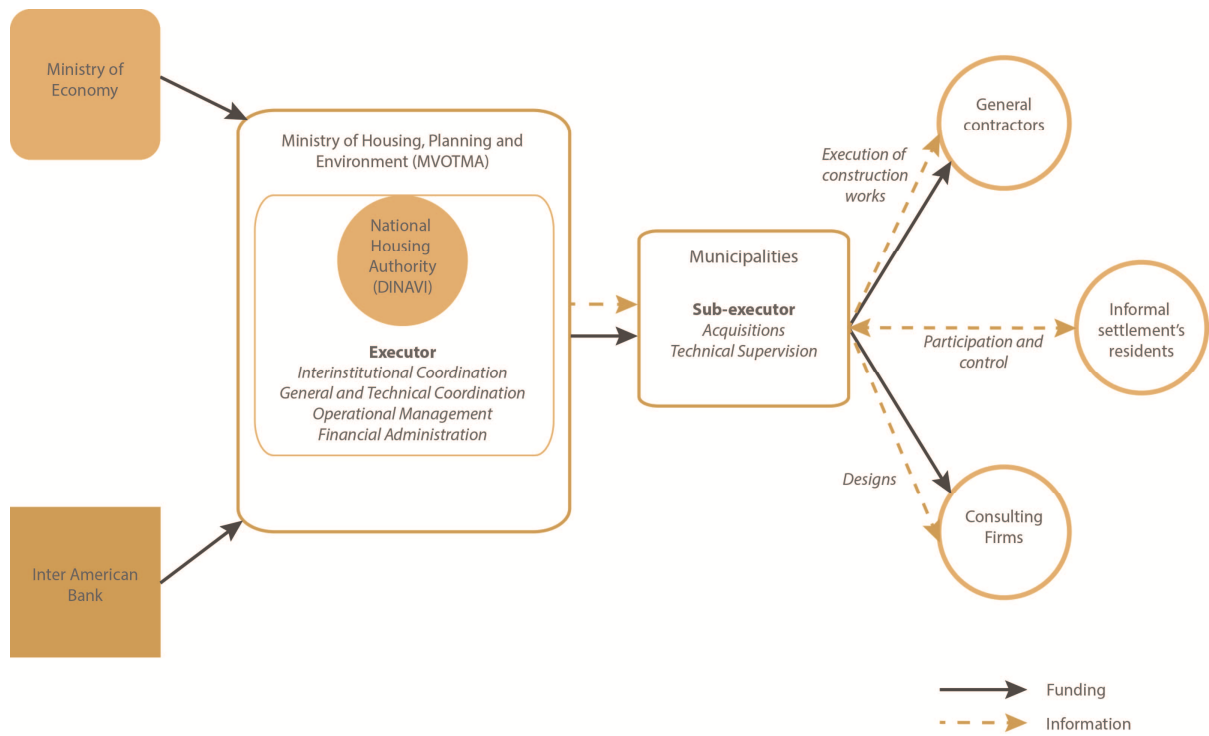 Ministry of
Economy
Ministry of Housing, Planning and
Environment (MVOTMA)
National
Housing
Authority
(DINAVI)
Executor
Interinstitutional Coordination
General and Technical Coordination
Operational Management
Financial Administration
Inter American
Bank
Municipalities
Sub-executor
Acquisitions
Technical Supervision
Execution of
construction
works
General
contractors
Participation and
control
Informal
settlement's
residents
Designs
Consulting
Firms
Funding
Information